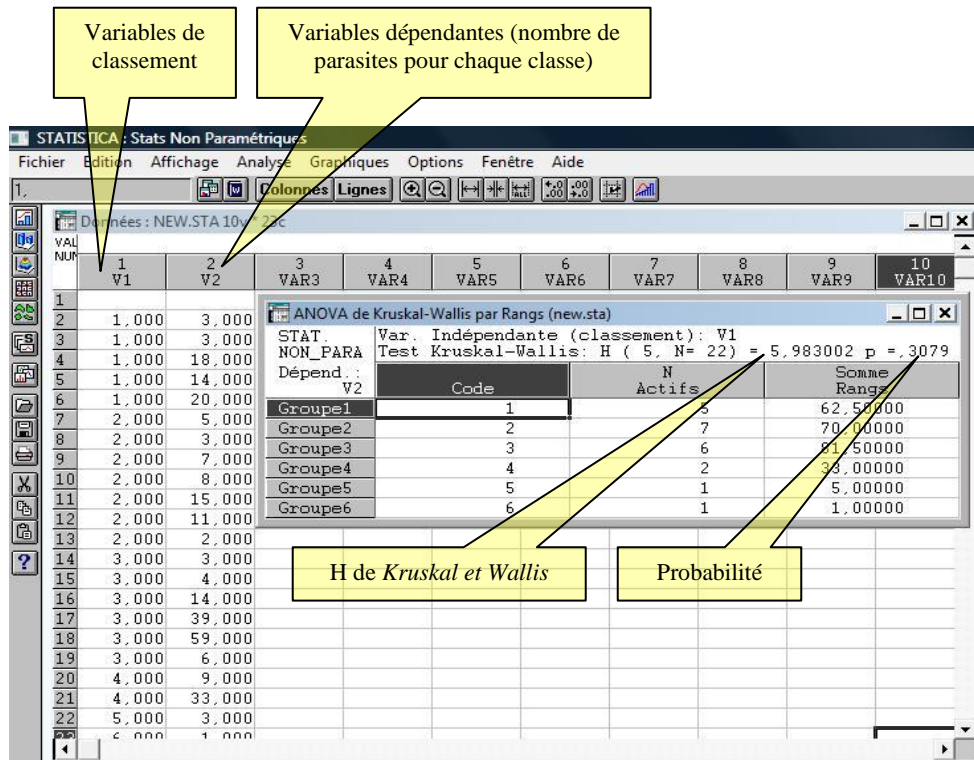 Variables de
classement
Variables dépendantes (nombre de
parasites pour chaque classe)
STATISTICA : Stats Non Paramétriques
Fichier Edition Affichage Analyse Graphiques Options Fenêtre Aide
1, Colonnes Lignes
Données : NEW.STA 10v * 23c
VAL
NUM
1 2 3 4 5 6 7 8 9 10
V1 V2 VAR3 VAR4 VAR5 VAR6 VAR7 VAR8 VAR9 VAR10
1
2 1,000 3,000
3 1,000 3,000
4 1,000 18,000
5 1,000 14,000
6 1,000 20,000
7 2,000 5,000
8 2,000 3,000
9 2,000 7,000
10 2,000 8,000
11 2,000 15,000
12 2,000 11,000
13 2,000 2,000
14 3,000 3,000
15 3,000 4,000
16 3,000 14,000
17 3,000 39,000
18 3,000 59,000
19 3,000 6,000
20 4,000 9,000
21 4,000 33,000
22 5,000 3,000
23 6,000 1,000
ANOVA de Kruskal-Wallis par Rangs (new.sta)
STAT. Var. Indépendante (classement): V1
NON_PARA Test Kruskal-Wallis: H ( 5, N= 22) = 5,983002 p =,3079
Dépend.: N Somme
V2 Code Actifs Rangs
Groupe1 1 5 62,50000
Groupe2 2 7 70,00000
Groupe3 3 6 81,50000
Groupe4 4 2 33,00000
Groupe5 5 1 5,00000
Groupe6 6 1 1,00000
H de Kruskal et Wallis
Probabilité